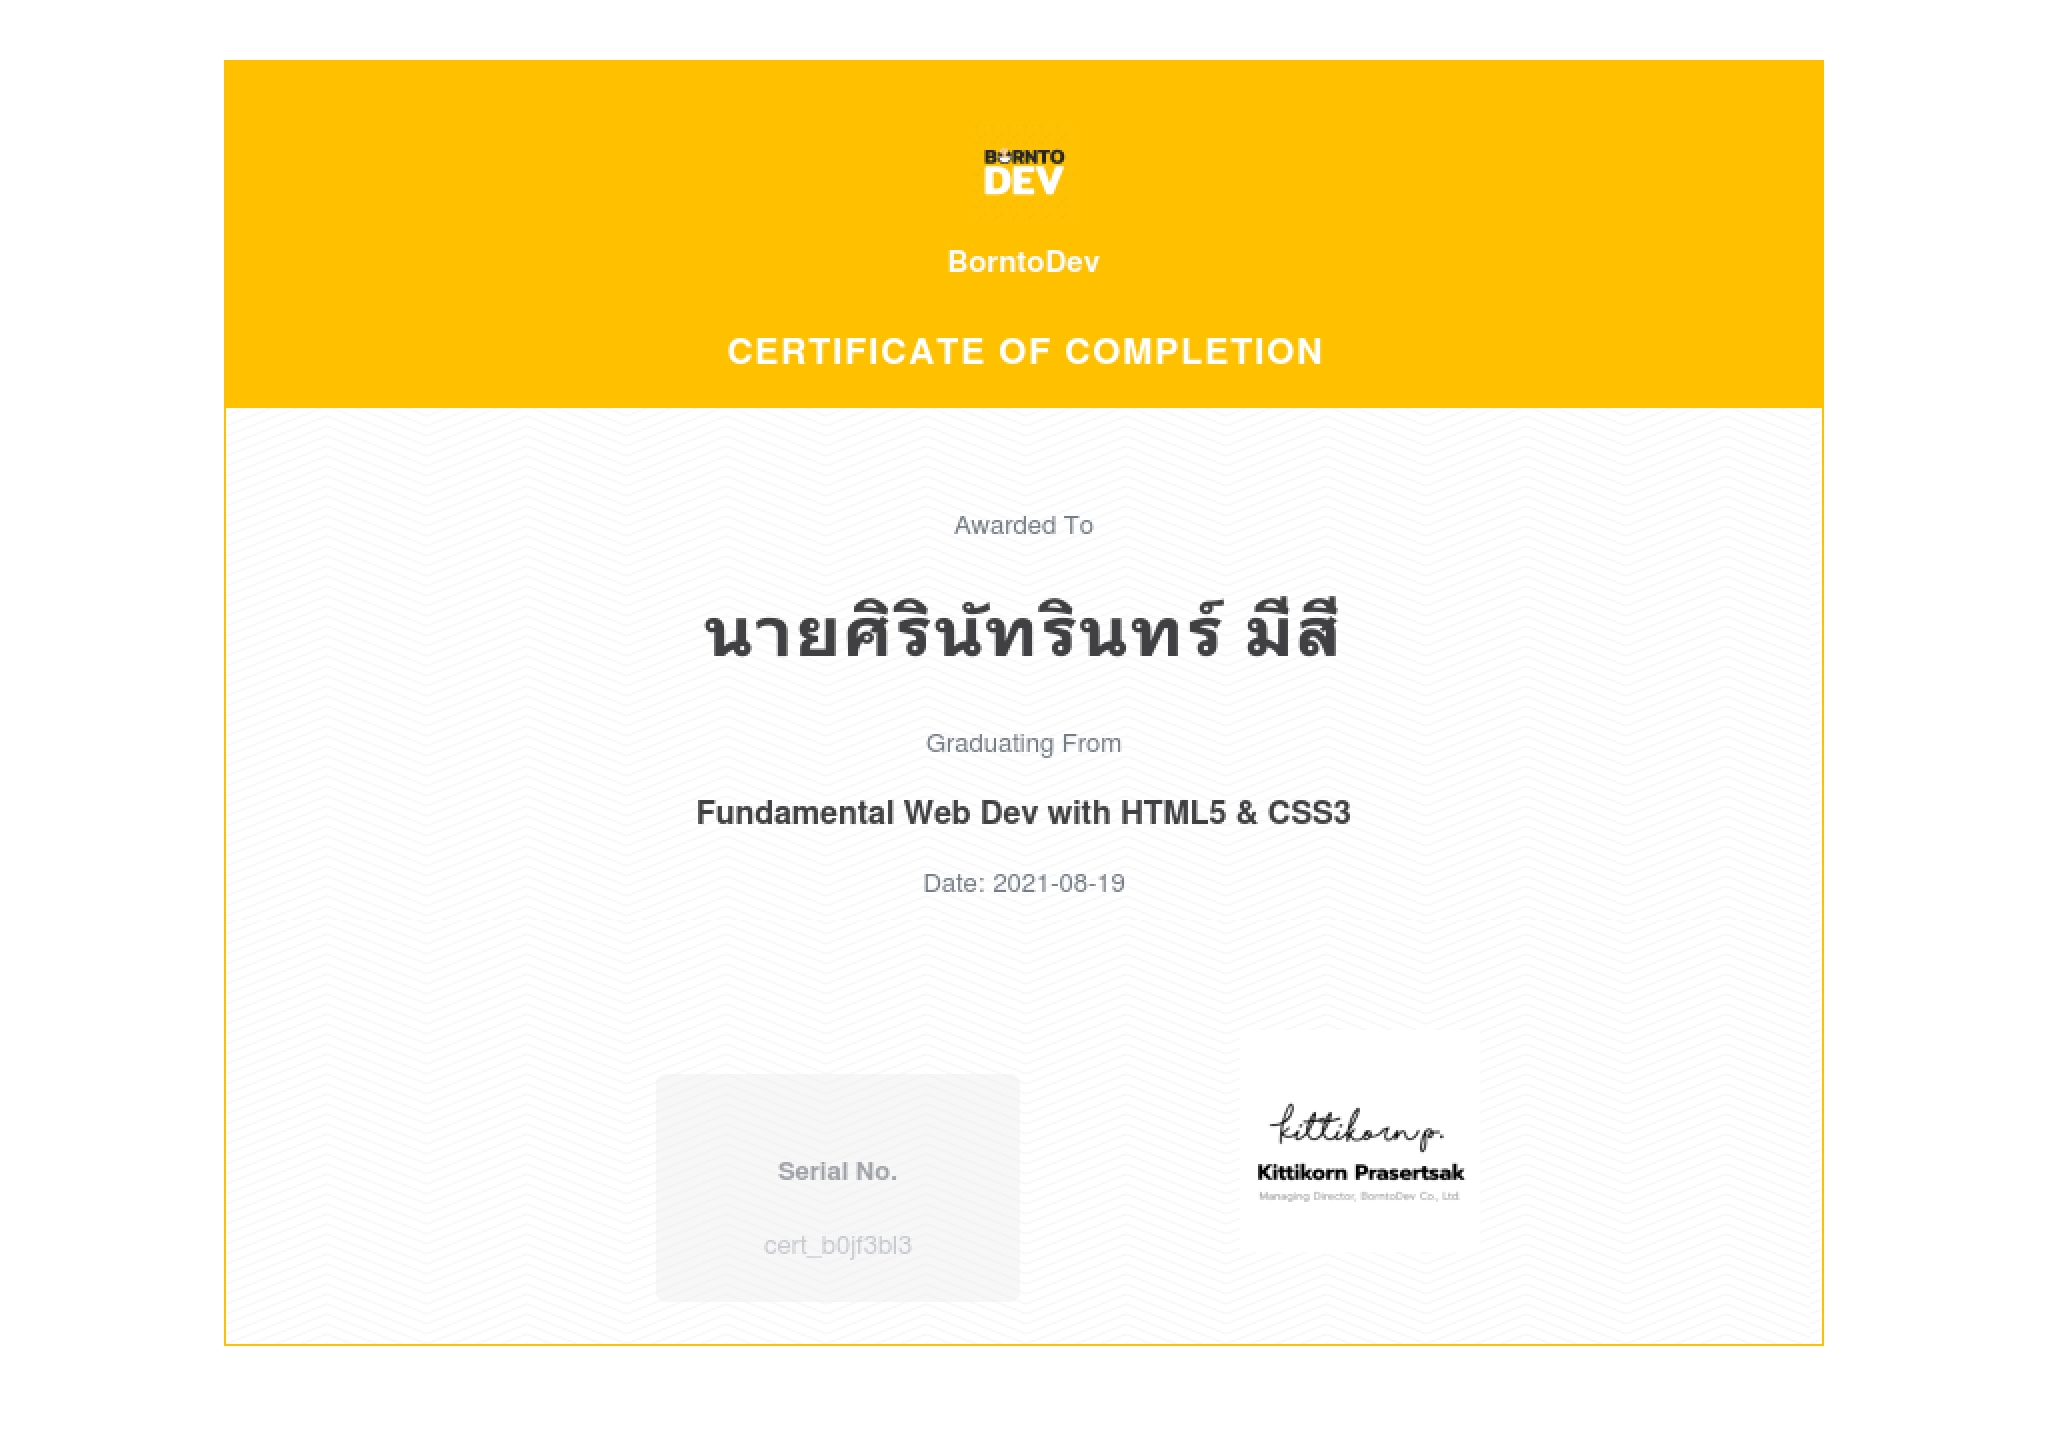 BORNTO
DEV
BorntoDev
CERTIFICATE OF COMPLETION
Awarded To
นายศิรินัทรินทร์ มีสี
Graduating From
Fundamental Web Dev with HTML5 & CSS3
Date: 2021-08-19
kittikorn p.
Kittikorn Prasertsak
Managing Director, BorntoDev Co., Ltd.
Serial No.
cert_b0jf3bl3